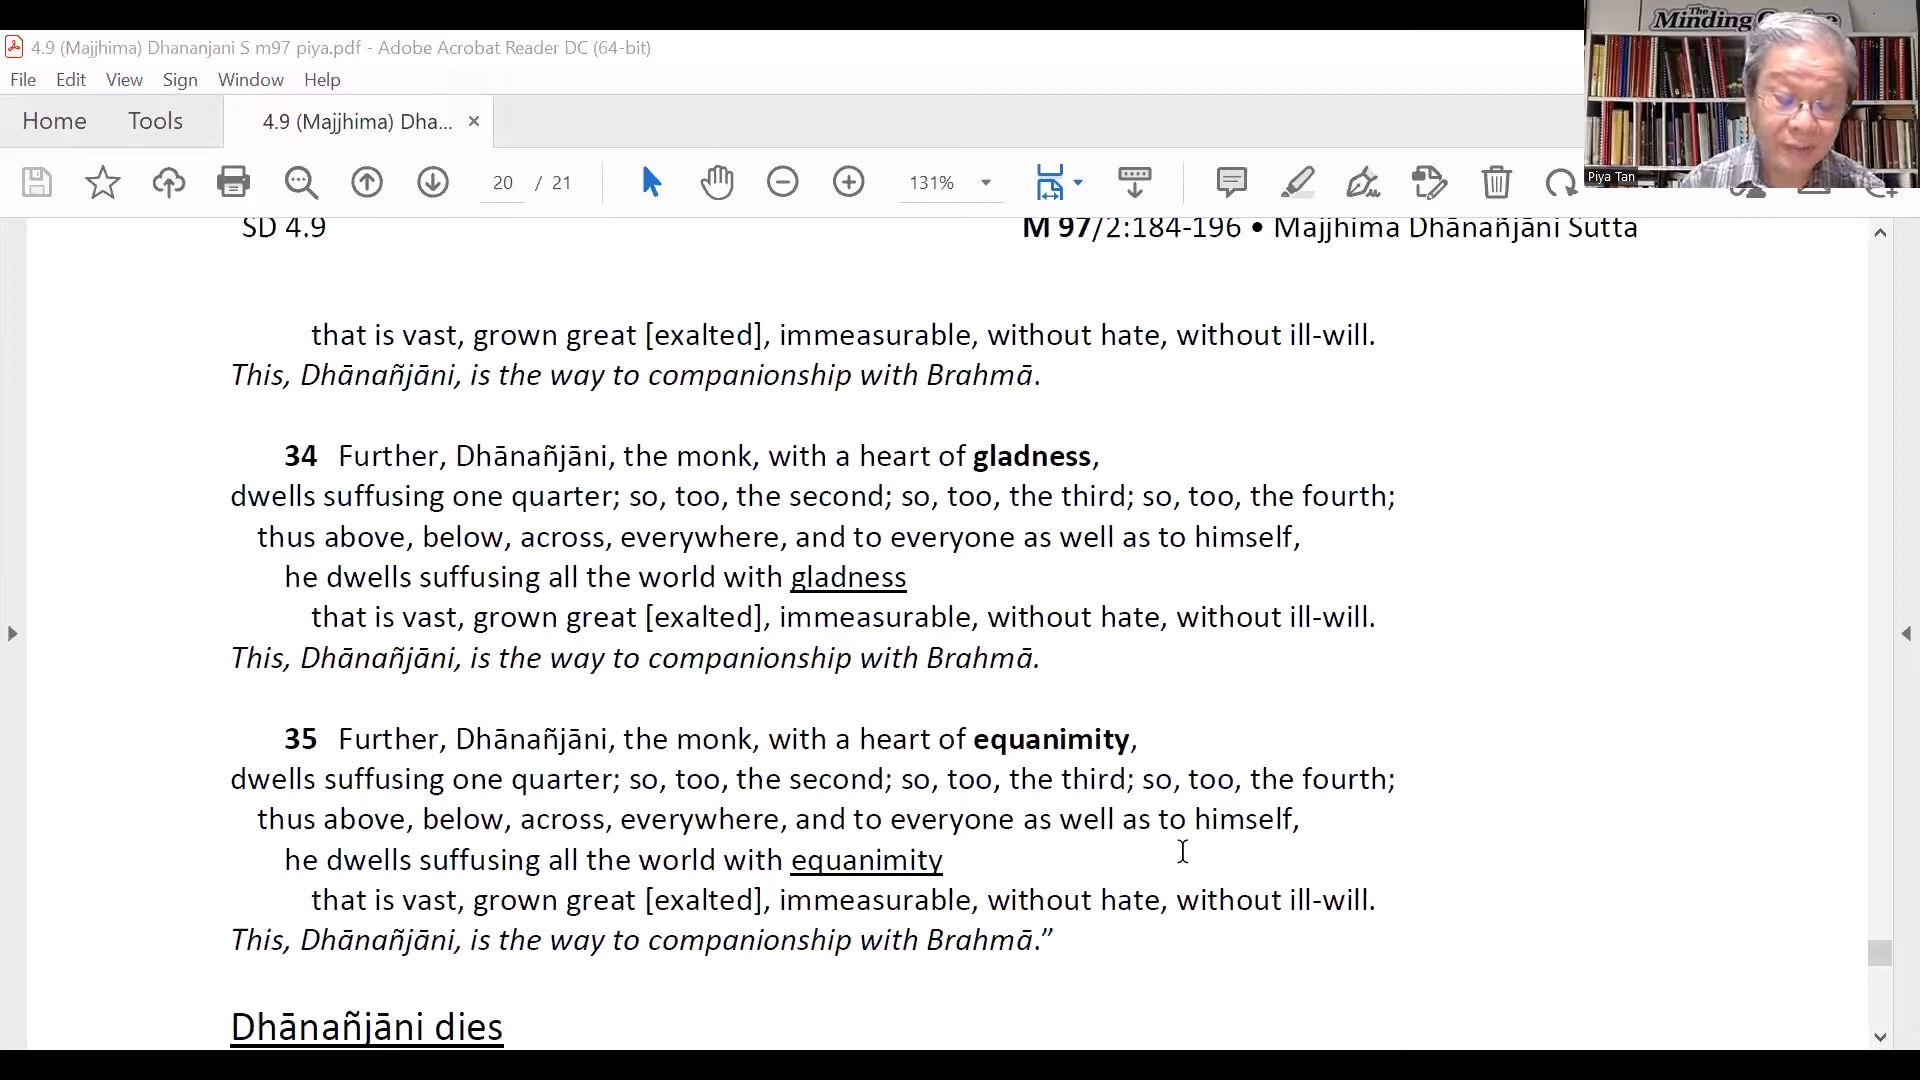 The
Minding Centre
4.9 (Majjhima) Dhananjani S m97 piya.pdf - Adobe Acrobat Reader DC (64-bit)
File Edit View Sign Window Help
Home Tools 4.9 (Majjhima) Dha... ×
20 / 21 131%
Piya Tan
SD 4.9 M 97/2:184-196 • Majjhima Dhānañjāni Sutta
that is vast, grown great [exalted], immeasurable, without hate, without ill-will.
This, Dhānañjāni, is the way to companionship with Brahmā.
34 Further, Dhānañjāni, the monk, with a heart of gladness,
dwells suffusing one quarter; so, too, the second; so, too, the third; so, too, the fourth;
thus above, below, across, everywhere, and to everyone as well as to himself,
he dwells suffusing all the world with gladness
that is vast, grown great [exalted], immeasurable, without hate, without ill-will.
This, Dhānañjāni, is the way to companionship with Brahmā.
35 Further, Dhānañjāni, the monk, with a heart of equanimity,
dwells suffusing one quarter; so, too, the second; so, too, the third; so, too, the fourth;
thus above, below, across, everywhere, and to everyone as well as to himself,
he dwells suffusing all the world with equanimity
that is vast, grown great [exalted], immeasurable, without hate, without ill-will.
This, Dhānañjāni, is the way to companionship with Brahmā.”
Dhānañjāni dies